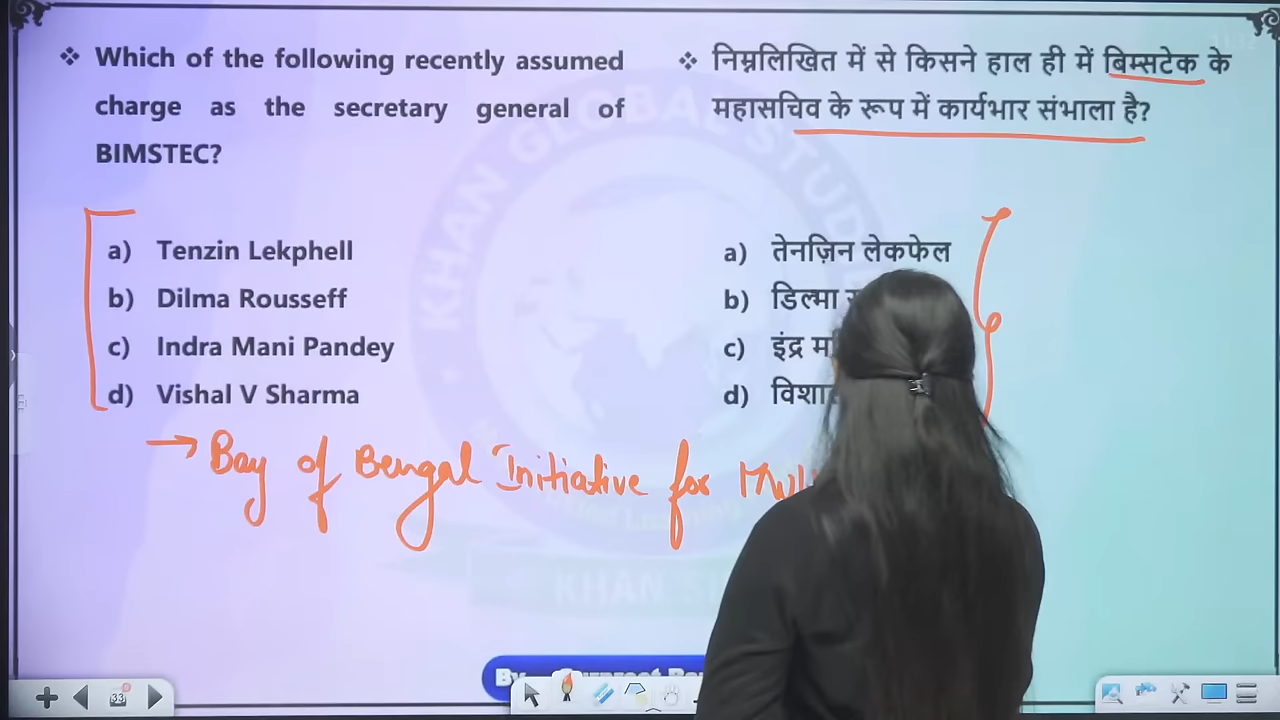 ❖ Which of the following recently assumed
charge as the secretary general of
BIMSTEC?
a) Tenzin Lekphell
b) Dilma Rousseff
c) Indra Mani Pandey
d) Vishal V Sharma
❖ निम्नलिखित में से किसने हाल ही में बिम्सटेक के
महासचिव के रूप में कार्यभार संभाला है?
a) तेनज़िन लेकफेल
b) डिल्मा
c) इंद्र
d)
→ Bay of Bengal Initiative for
KHAN GLOBAL STUDIES
By
33